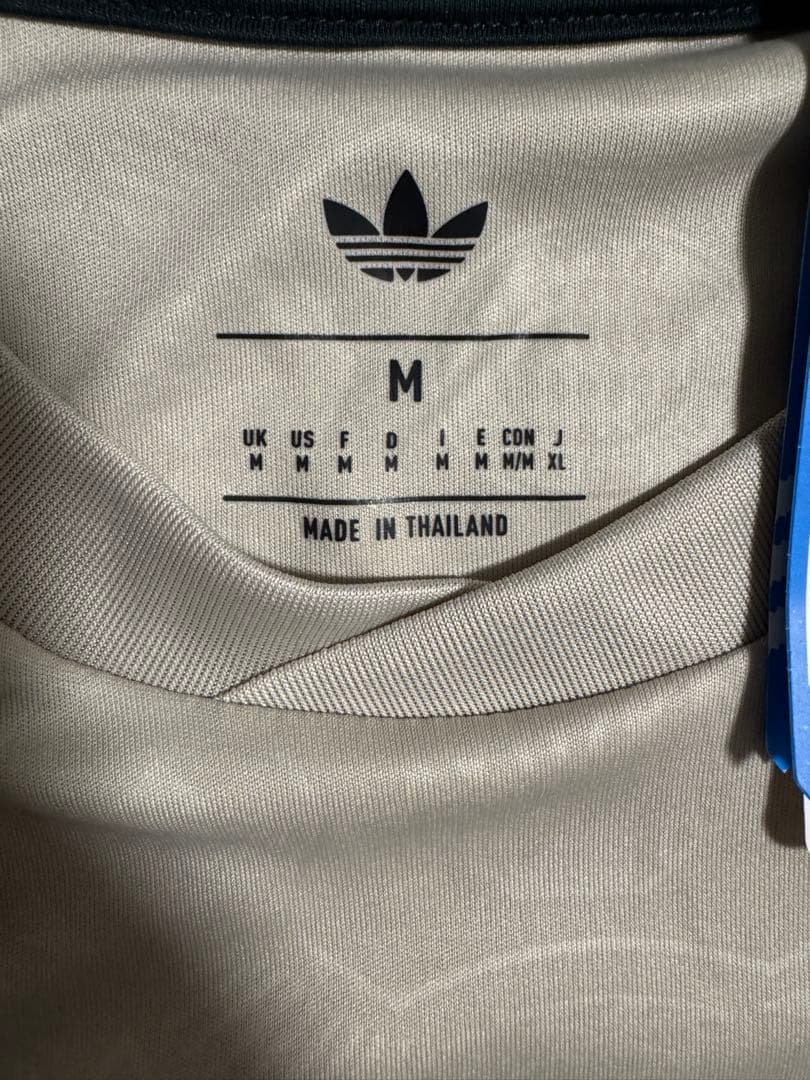 M
UK US F D I E CON J
M M M M M M M/M XL
MADE IN THAILAND